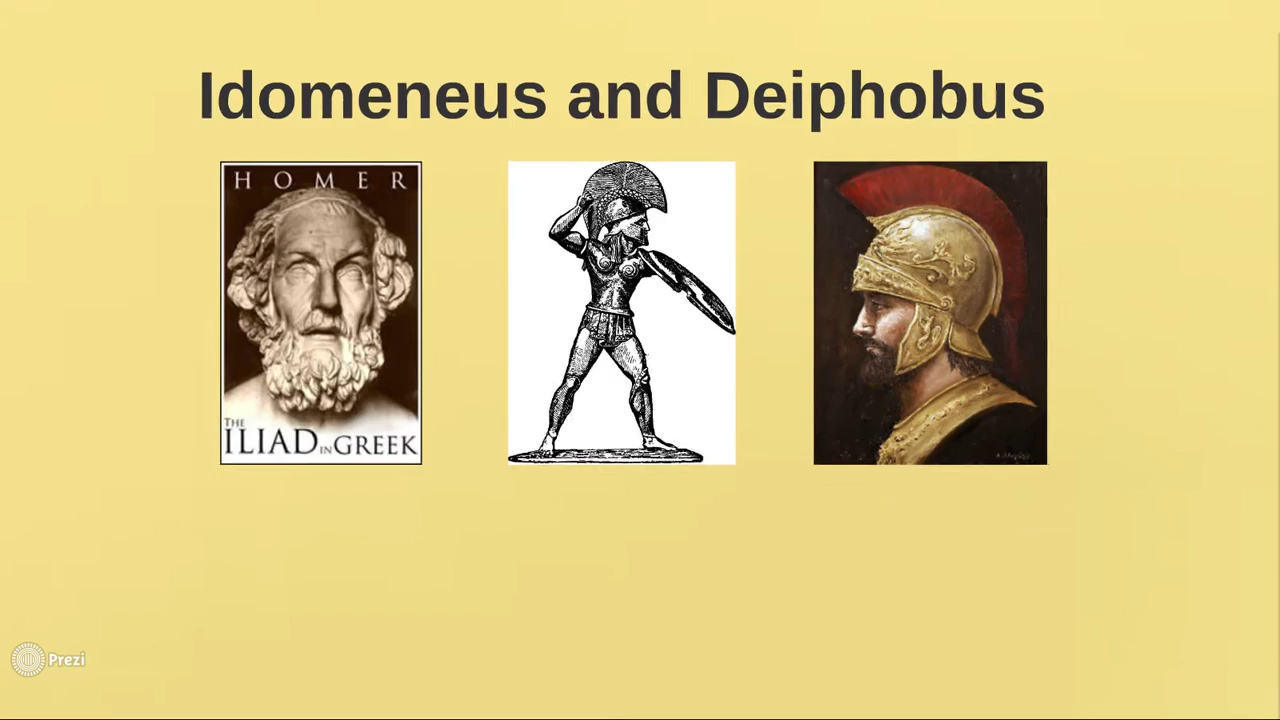 Idomeneus and Deiphobus
HOMER
THE
ILIAD IN GREEK
Prezi